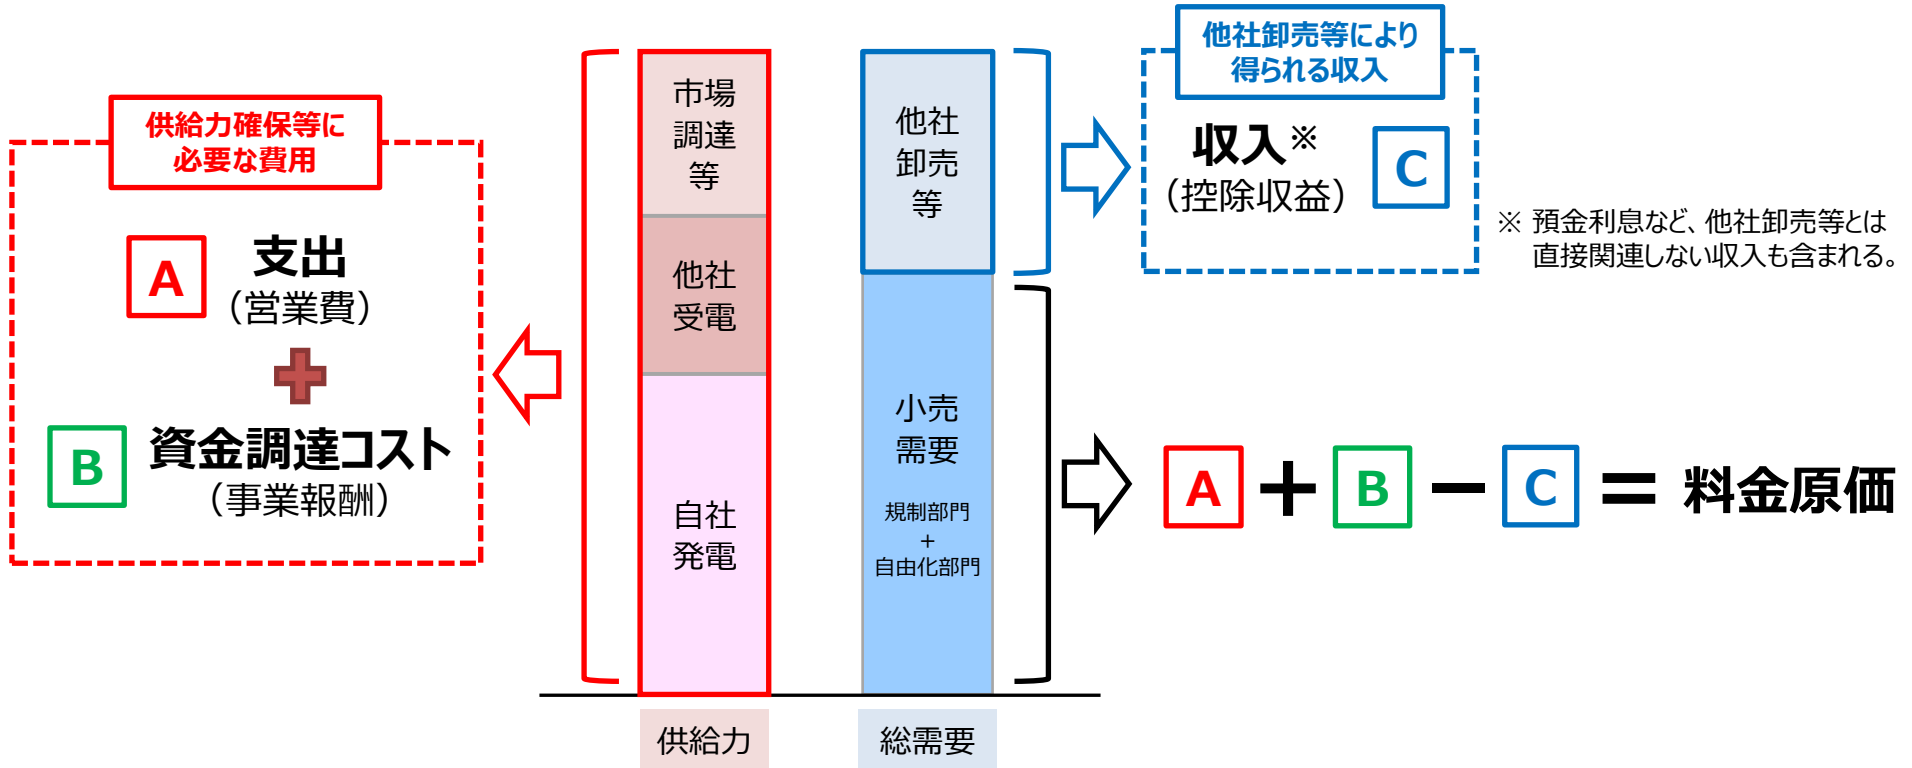 供給力確保等に
必要な費用
A
支出
（営業費）
B
資金調達コスト
（事業報酬）
市場
調達
等
他社
受電
自社
発電
供給力
他社
卸売
等
小売
需要
規制部門
+
自由化部門
総需要
他社卸売等により
得られる収入
収入※
（控除収益）
C
※ 預金利息など、他社卸売等とは
直接関連しない収入も含まれる。
A + B − C = 料金原価